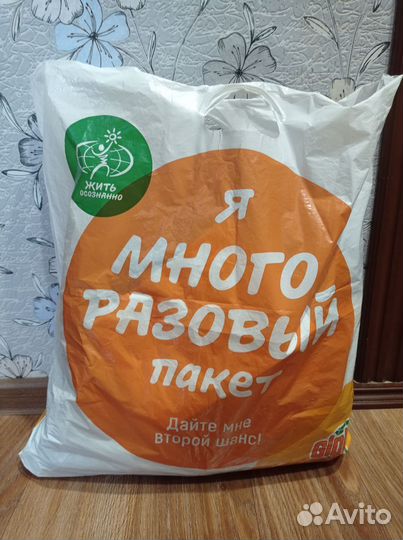 ЖИТЬ
ОСОЗНАННО
Я
МНОГО
РАЗОВЫЙ
пакет
Дайте мне
второй шанс!
Avito